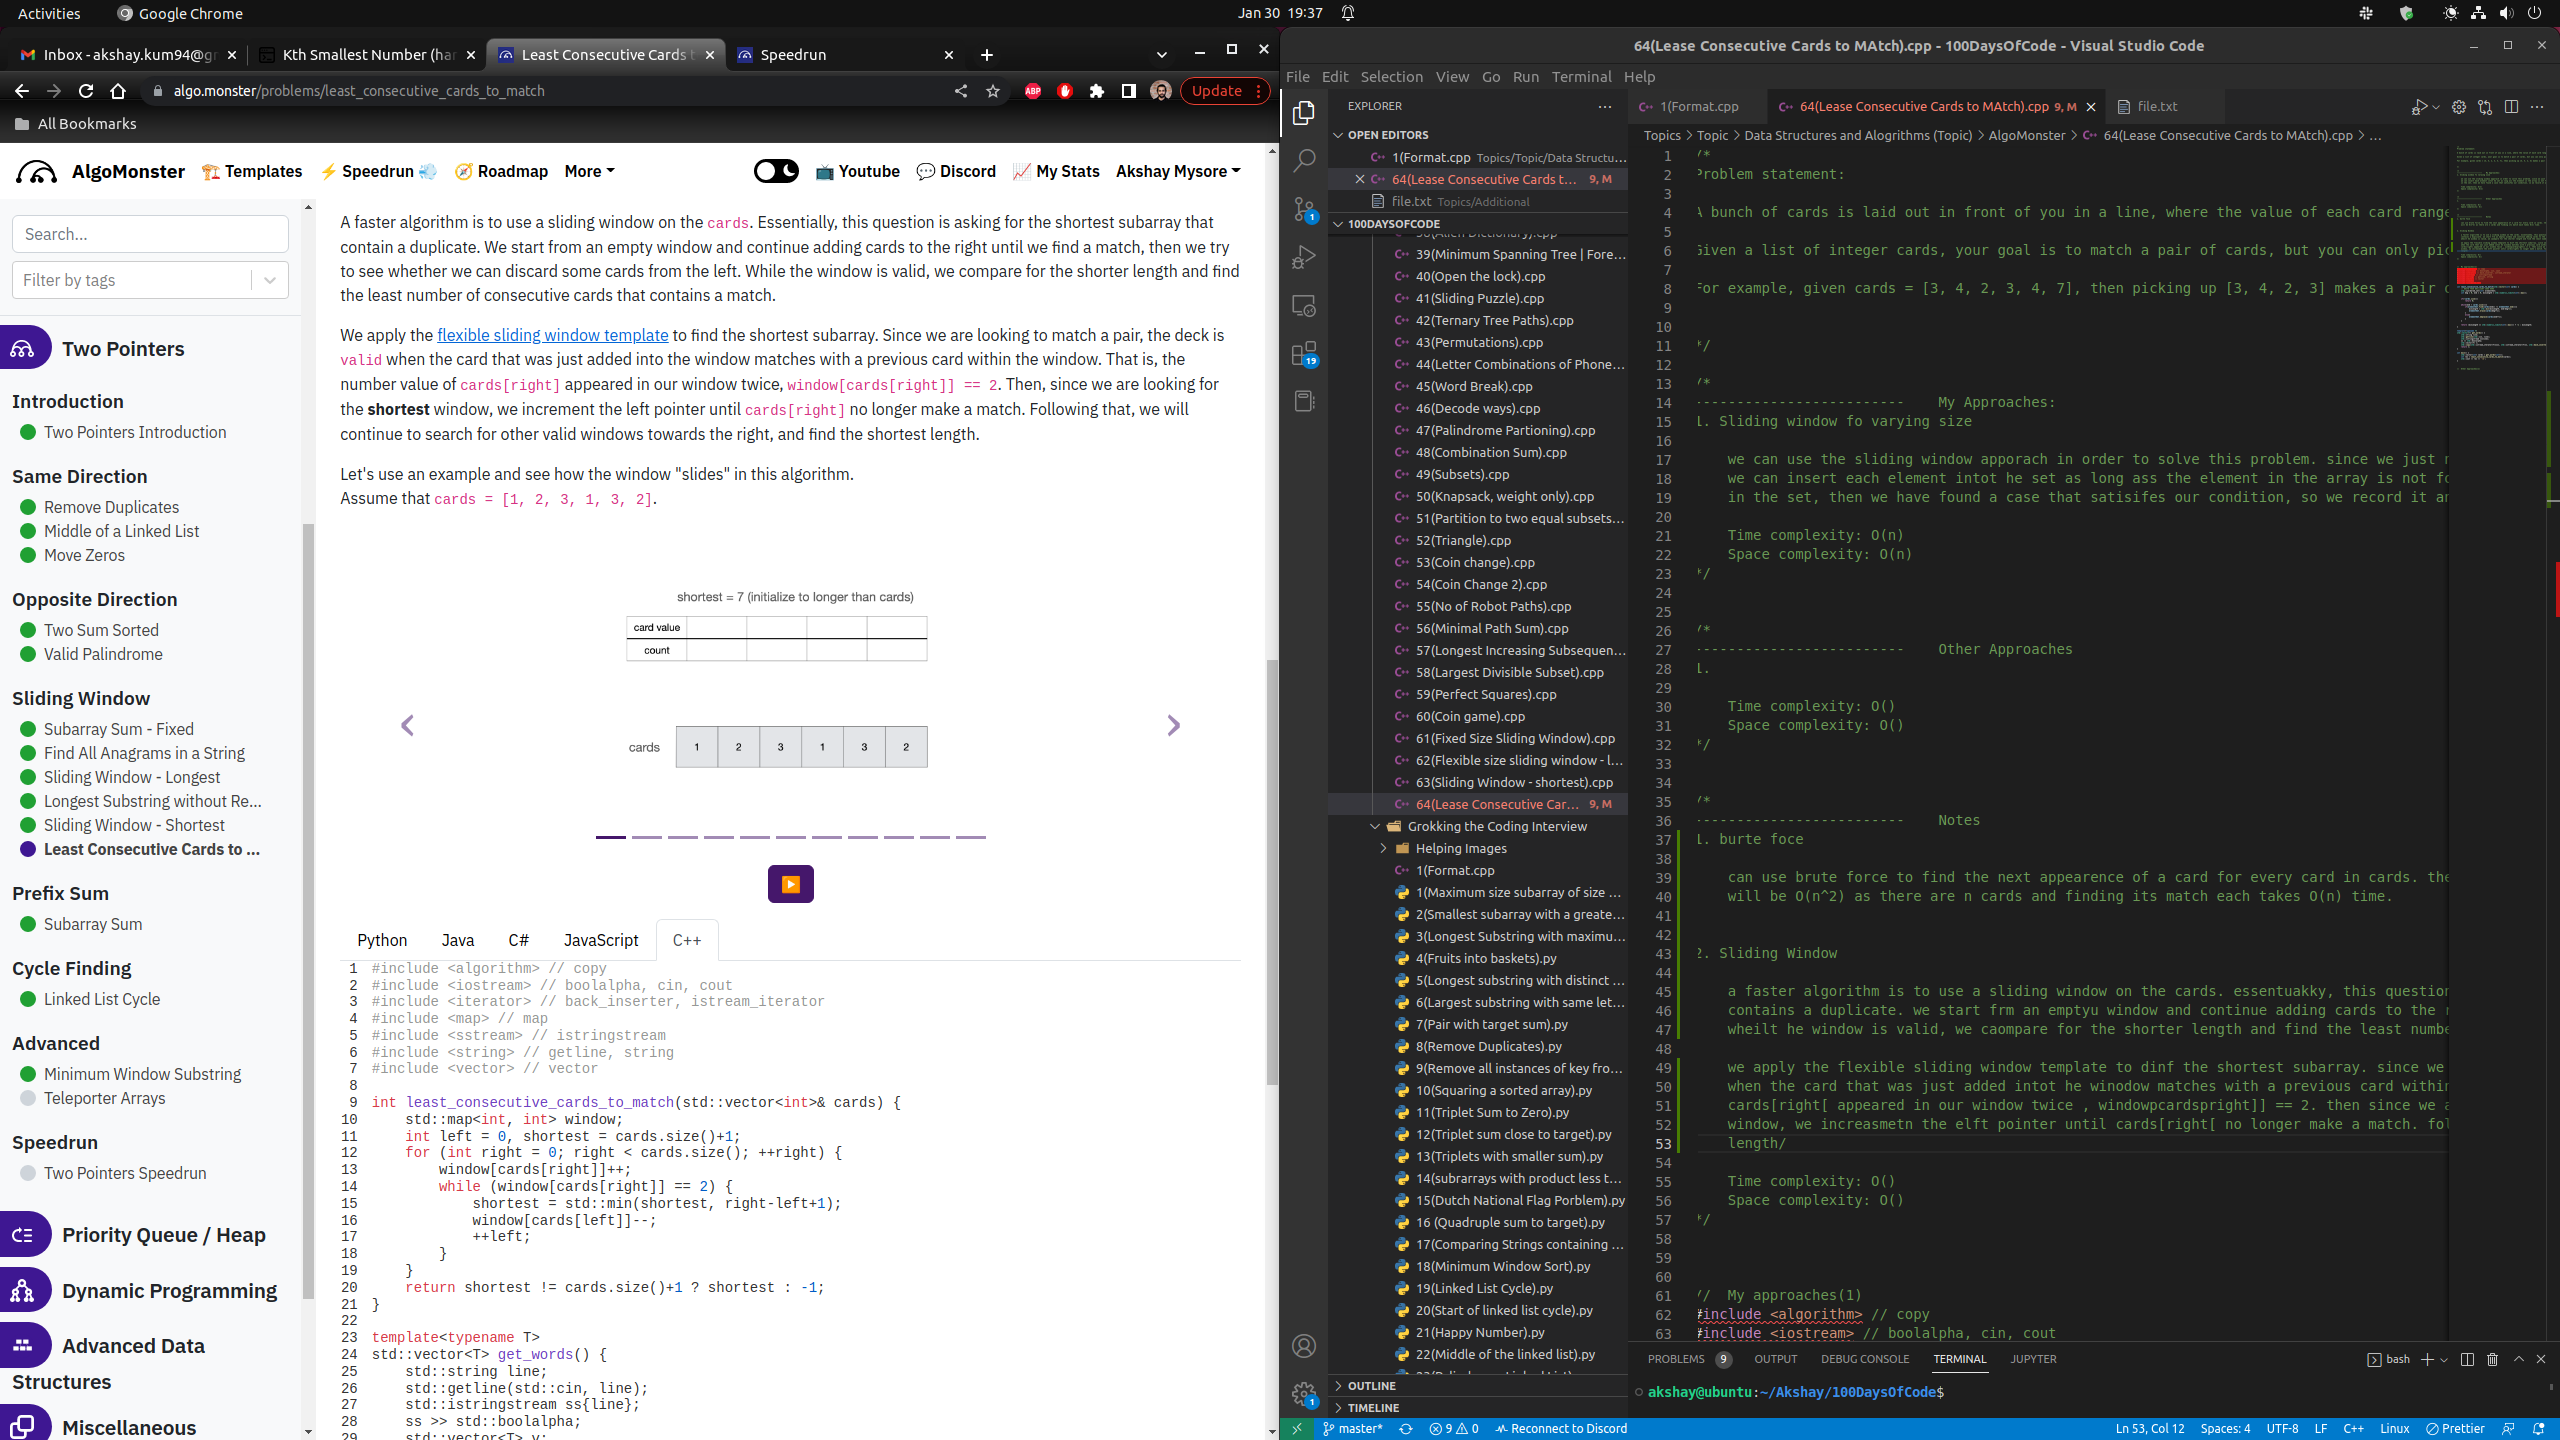 Activities
Google Chrome
Jan 30 19:37
Inbox - akshay.kum94@gr
Kth Smallest Number (har
Least Consecutive Cards t
Speedrun
algo.monster/problems/least_consecutive_cards_to_match
ABP
Update
All Bookmarks
AlgoMonster
Templates
Speedrun
Roadmap
More
Youtube
Discord
My Stats
Akshay Mysore
Search...
Filter by tags
Two Pointers
Introduction
Two Pointers Introduction
Same Direction
Remove Duplicates
Middle of a Linked List
Move Zeros
Opposite Direction
Two Sum Sorted
Valid Palindrome
Sliding Window
Subarray Sum - Fixed
Find All Anagrams in a String
Sliding Window - Longest
Longest Substring without Re...
Sliding Window - Shortest
Least Consecutive Cards to ...
Prefix Sum
Subarray Sum
Cycle Finding
Linked List Cycle
Advanced
Minimum Window Substring
Teleporter Arrays
Speedrun
Two Pointers Speedrun
Priority Queue / Heap
Dynamic Programming
Advanced Data
Structures
Miscellaneous
A faster algorithm is to use a sliding window on the cards. Essentially, this question is asking for the shortest subarray that
contain a duplicate. We start from an empty window and continue adding cards to the right until we find a match, then we try
to see whether we can discard some cards from the left. While the window is valid, we compare for the shorter length and find
the least number of consecutive cards that contains a match.
We apply the flexible sliding window template to find the shortest subarray. Since we are looking to match a pair, the deck is
valid when the card that was just added into the window matches with a previous card within the window. That is, the
number value of cards[right] appeared in our window twice, window[cards[right]] == 2. Then, since we are looking for
the shortest window, we increment the left pointer until cards[right] no longer make a match. Following that, we will
continue to search for other valid windows towards the right, and find the shortest length.
Let's use an example and see how the window "slides" in this algorithm.
Assume that cards = [1, 2, 3, 1, 3, 2].
shortest = 7 (initialize to longer than cards)
card value
count
cards 1 2 3 1 3 2
Python Java C# JavaScript C++
1 #include <algorithm> // copy
2 #include <iostream> // boolalpha, cin, cout
3 #include <iterator> // back_inserter, istream_iterator
4 #include <map> // map
5 #include <sstream> // istringstream
6 #include <string> // getline, string
7 #include <vector> // vector
8
9 int least_consecutive_cards_to_match(std::vector<int>& cards) {
10 std::map<int, int> window;
11 int left = 0, shortest = cards.size()+1;
12 for (int right = 0; right < cards.size(); ++right) {
13 window[cards[right]]++;
14 while (window[cards[right]] == 2) {
15 shortest = std::min(shortest, right-left+1);
16 window[cards[left]]--;
17 ++left;
18 }
19 }
20 return shortest != cards.size()+1 ? shortest : -1;
21 }
22
23 template<typename T>
24 std::vector<T> get_words() {
25 std::string line;
26 std::getline(std::cin, line);
27 std::istringstream ss{line};
28 ss >> std::boolalpha;
29 std::vector<T> v;
64(Lease Consecutive Cards to MAtch).cpp - 100DaysOfCode - Visual Studio Code
File Edit Selection View Go Run Terminal Help
EXPLORER
OPEN EDITORS
1(Format.cpp Topics/Topic/Data Structu...
64(Lease Consecutive Cards t... 9, M
file.txt Topics/Additional
100DAYSOFCODE
38(Alien Dictionary).cpp
39(Minimum Spanning Tree | Fore...
40(Open the lock).cpp
41(Sliding Puzzle).cpp
42(Ternary Tree Paths).cpp
43(Permutations).cpp
44(Letter Combinations of Phone...
45(Word Break).cpp
46(Decode ways).cpp
47(Palindrome Partioning).cpp
48(Combination Sum).cpp
49(Subsets).cpp
50(Knapsack, weight only).cpp
51(Partition to two equal subsets...
52(Triangle).cpp
53(Coin change).cpp
54(Coin Change 2).cpp
55(No of Robot Paths).cpp
56(Minimal Path Sum).cpp
57(Longest Increasing Subsequen...
58(Largest Divisible Subset).cpp
59(Perfect Squares).cpp
60(Coin game).cpp
61(Fixed Size Sliding Window).cpp
62(Flexible size sliding window - l...
63(Sliding Window - shortest).cpp
64(Lease Consecutive Car... 9, M
Grokking the Coding Interview
Helping Images
1(Format.cpp
1(Maximum size subarray of size ...
2(Smallest subarray with a greate...
3(Longest Substring with maximu...
4(Fruits into baskets).py
5(Longest substring with distinct ...
6(Largest substring with same let...
7(Pair with target sum).py
8(Remove Duplicates).py
9(Remove all instances of key fro...
10(Squaring a sorted array).py
11(Triplet Sum to Zero).py
12(Triplet sum close to target).py
13(Triplets with smaller sum).py
14(subrarrays with product less t...
15(Dutch National Flag Porblem).py
16 (Quadruple sum to target).py
17(Comparing Strings containing ...
18(Minimum Window Sort).py
19(Linked List Cycle).py
20(Start of linked list cycle).py
21(Happy Number).py
22(Middle of the linked list).py
OUTLINE
TIMELINE
1(Format.cpp
64(Lease Consecutive Cards to MAtch).cpp 9, M
file.txt
Topics > Topic > Data Structures and Alogrithms (Topic) > AlgoMonster > 64(Lease Consecutive Cards to MAtch).cpp > ...
1 /*
2 Problem statement:
3
4 A bunch of cards is laid out in front of you in a line, where the value of each card range
5
6 Given a list of integer cards, your goal is to match a pair of cards, but you can only pic
7
8 For example, given cards = [3, 4, 2, 3, 4, 7], then picking up [3, 4, 2, 3] makes a pair o
9
10
11 */
12
13 /*
14 ------------------------- My Approaches:
15 1. Sliding window fo varying size
16
17 we can use the sliding window apporach in order to solve this problem. since we just n
18 we can insert each element intot he set as long ass the element in the array is not fo
19 in the set, then we have found a case that satisifes our condition, so we record it an
20
21 Time complexity: O(n)
22 Space complexity: O(n)
23 */
24
25
26 /*
27 ------------------------- Other Approaches
28 1.
29
30 Time complexity: O()
31 Space complexity: O()
32 */
33
34
35 /*
36 ------------------------- Notes
37 1. burte foce
38
39 can use brute force to find the next appearence of a card for every card in cards. the
40 will be O(n^2) as there are n cards and finding its match each takes O(n) time.
41
42
43 2. Sliding Window
44
45 a faster algorithm is to use a sliding window on the cards. essentuakky, this question
46 contains a duplicate. we start frm an emptyu window and continue adding cards to the r
47 wheilt he window is valid, we caompare for the shorter length and find the least numbe
48
49 we apply the flexible sliding window template to dinf the shortest subarray. since we
50 when the card that was just added intot he winodow matches with a previous card within
51 cards[right[ appeared in our window twice , windowpcardspright]] == 2. then since we a
52 window, we increasmetn the elft pointer until cards[right[ no longer make a match. fol
53 length/
54
55 Time complexity: O()
56 Space complexity: O()
57 */
58
59
60
61 // My approaches(1)
62 #include <algorithm> // copy
63 #include <iostream> // boolalpha, cin, cout
PROBLEMS 9 OUTPUT DEBUG CONSOLE TERMINAL JUPYTER
bash
akshay@ubuntu:~/Akshay/100DaysOfCode$
master*
9 0
Reconnect to Discord
Ln 53, Col 12
Spaces: 4
UTF-8
LF
C++
Linux
Prettier